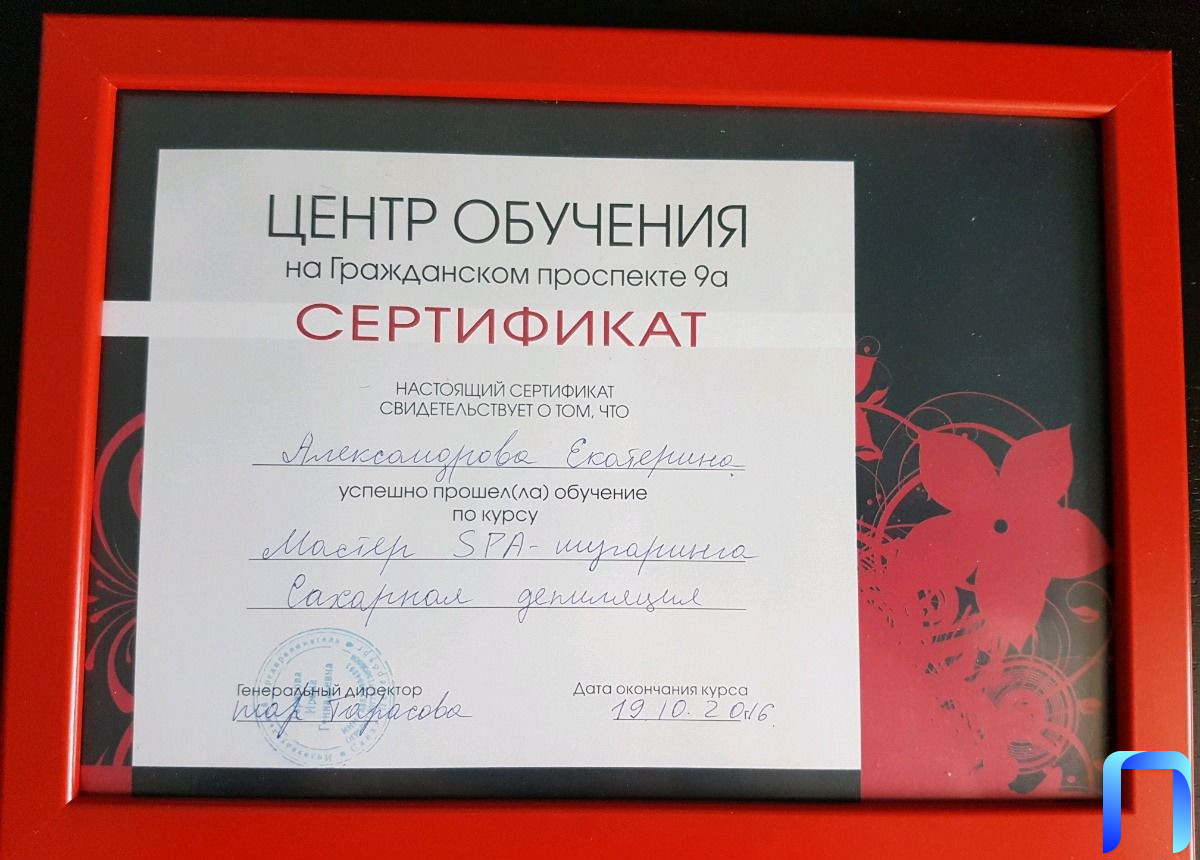 ЦЕНТР ОБУЧЕНИЯ
на Гражданском проспекте 9а
СЕРТИФИКАТ
НАСТОЯЩИЙ СЕРТИФИКАТ
СВИДЕТЕЛЬСТВУЕТ О ТОМ, ЧТО
Александрова Екатерина
успешно прошел(ла) обучение
по курсу
Мастер SPA-шугаринга
Сахарная депиляция
Генеральный директор
Тарасова
Дата окончания курса
19.10.2016